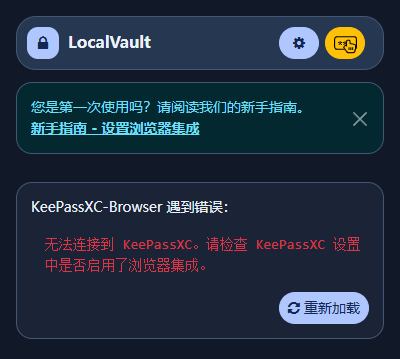 LocalVault
您是第一次使用吗？请阅读我们的新手指南。
新手指南 - 设置浏览器集成
KeePassXC-Browser 遇到错误：
无法连接到 KeePassXC。请检查 KeePassXC 设置
中是否启用了浏览器集成。
重新加载